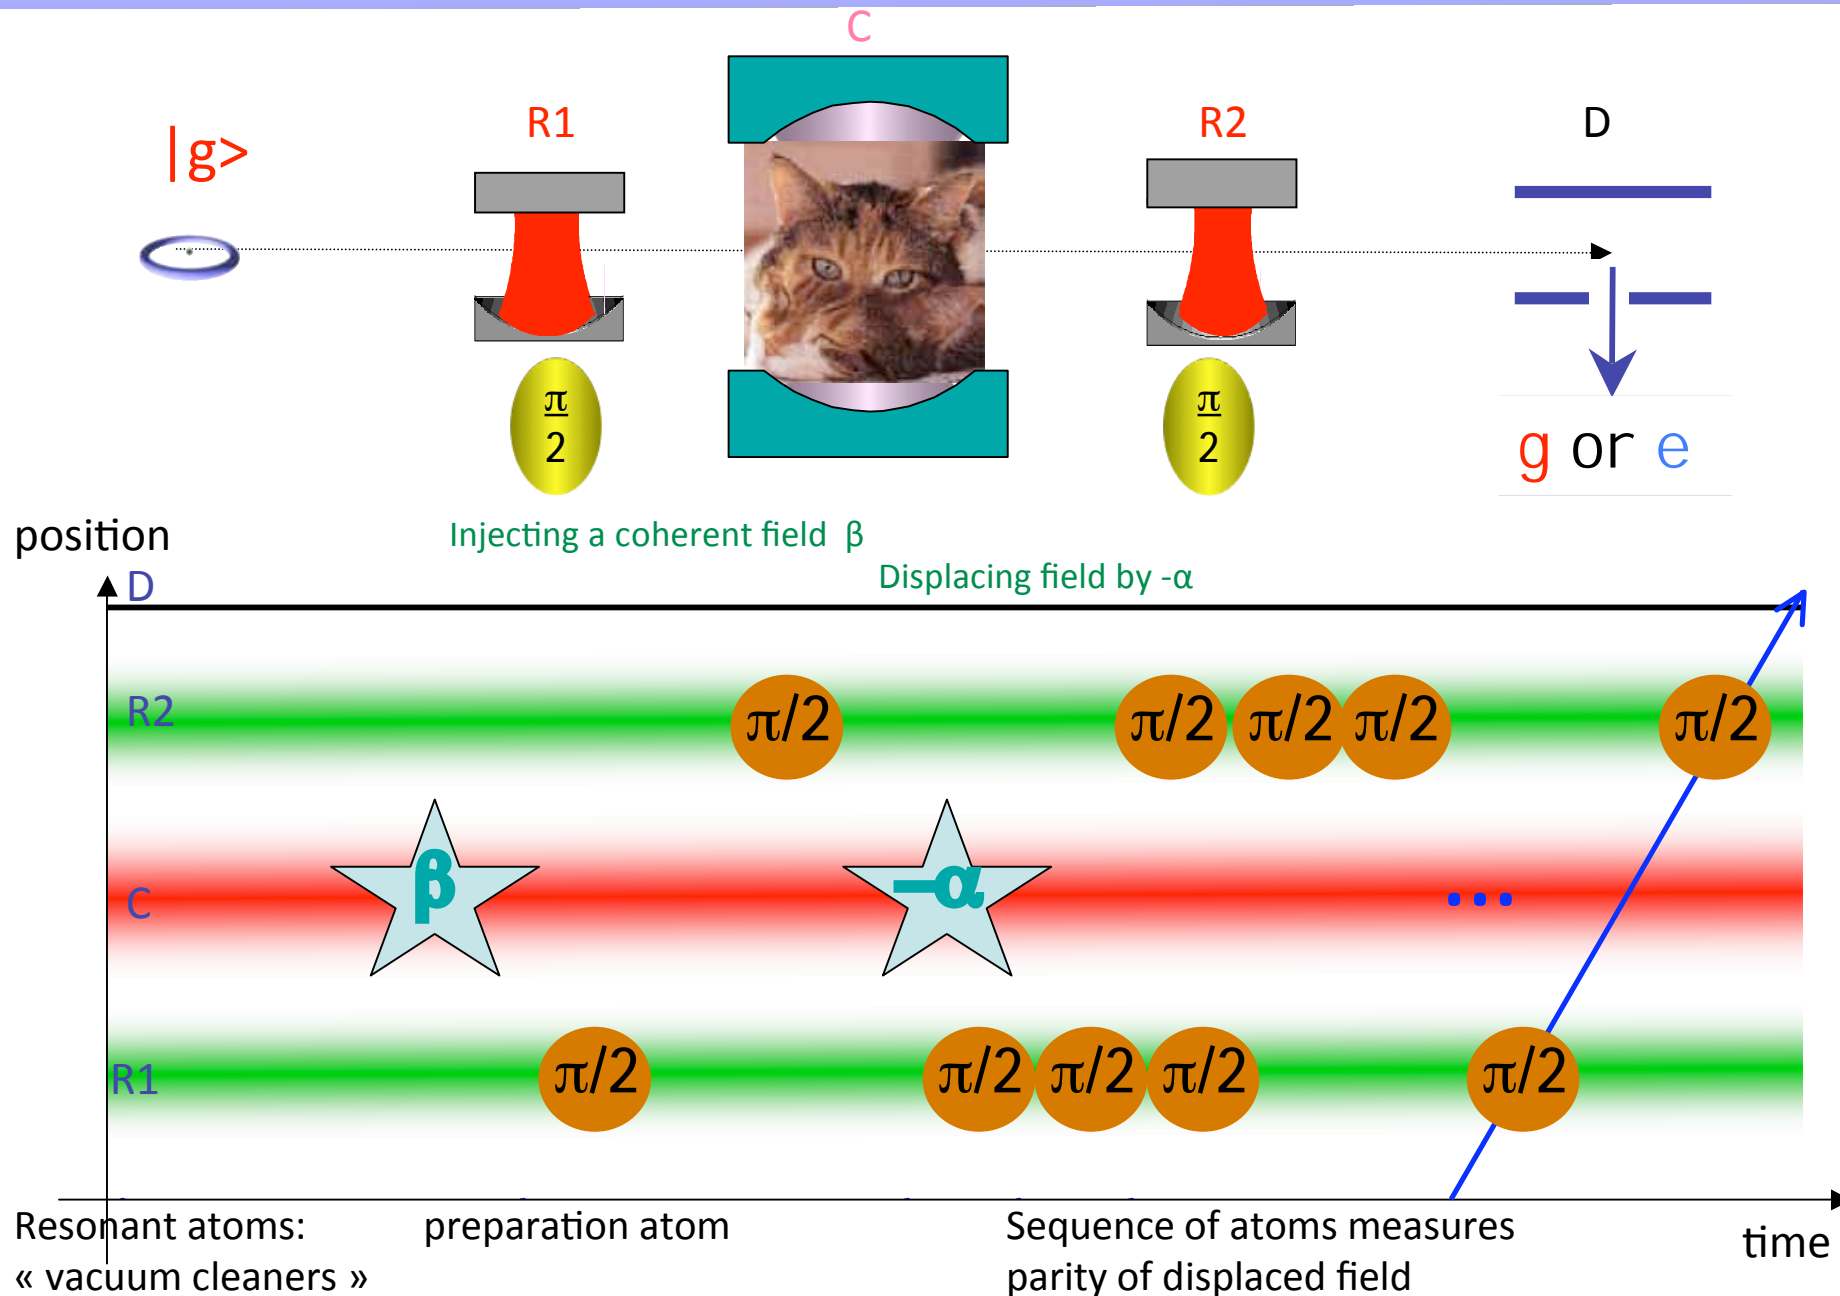 C
R1
R2
D
|g>
π
2
π
2
g or e
position
Injecting a coherent field β
Displacing field by -α
D
R2
π/2
π/2
π/2
π/2
π/2
C
β
−α
...
R1
π/2
π/2
π/2
π/2
π/2
Resonant atoms:
« vacuum cleaners »
preparation atom
Sequence of atoms measures
parity of displaced field
time